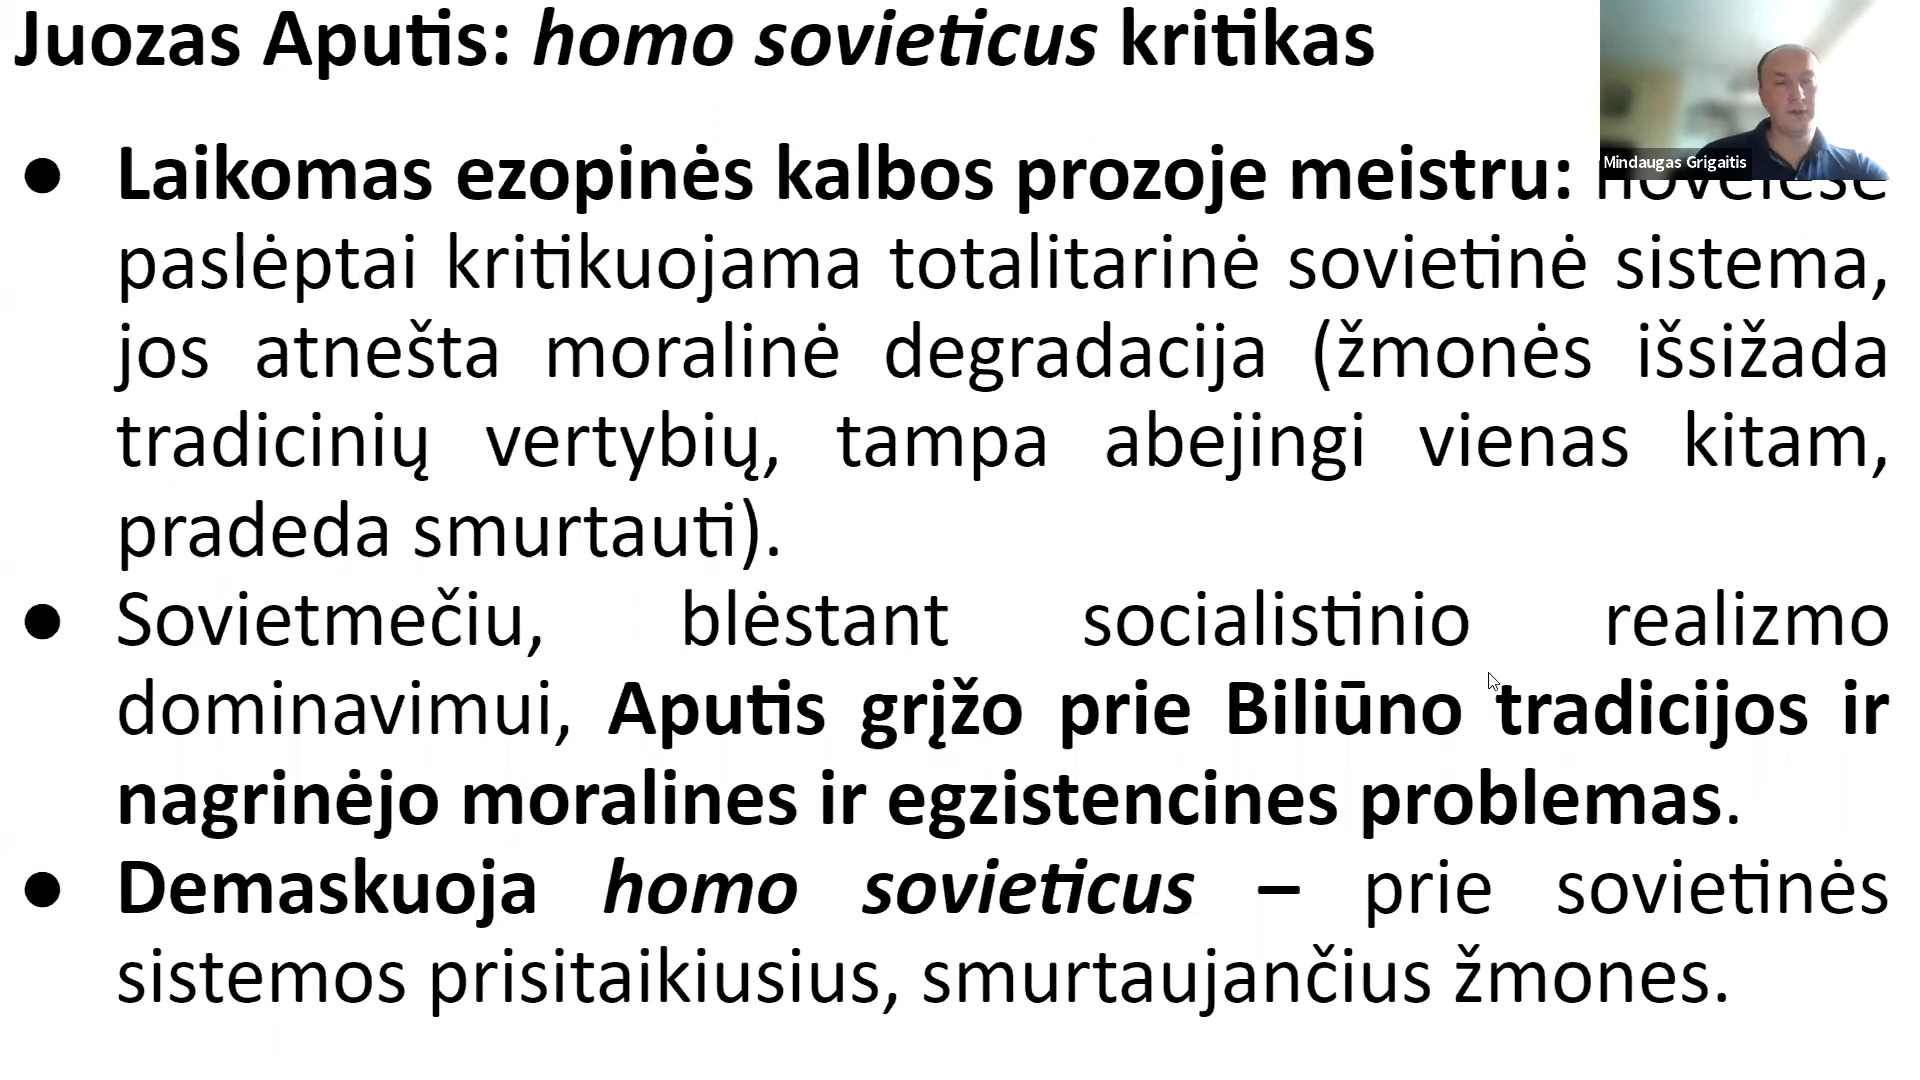 Juozas Aputis: homo sovieticus kritikas
Mindaugas Grigaitis
● Laikomas ezopinės kalbos prozoje meistru: novelėse
paslėptai kritikuojama totalitarinė sovietinė sistema,
jos atnešta moralinė degradacija (žmonės išsižada
tradicinių vertybių, tampa abejingi vienas kitam,
pradeda smurtauti).
● Sovietmečiu, blėstant socialistinio realizmo
dominavimui, Aputis grįžo prie Biliūno tradicijos ir
nagrinėjo moralines ir egzistencines problemas.
● Demaskuoja homo sovieticus – prie sovietinės
sistemos prisitaikiusius, smurtaujančius žmones.